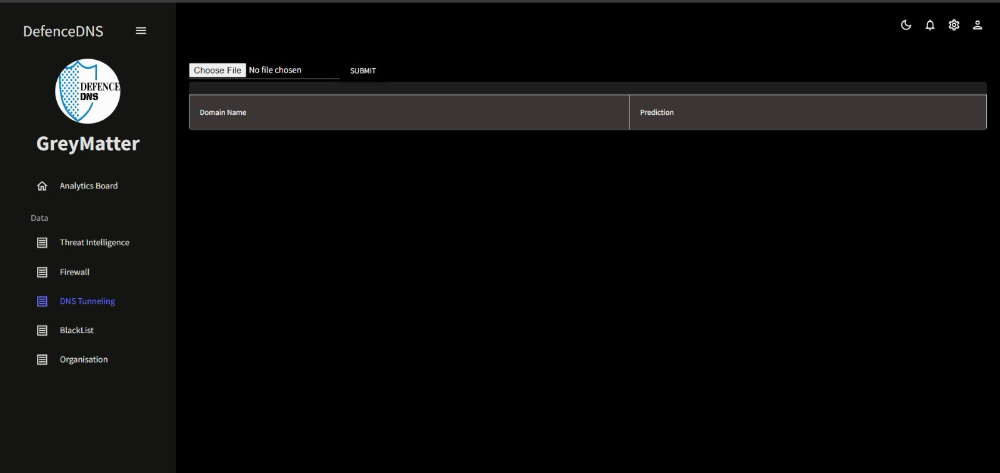 DefenceDNS
DEFENCE
DNS
GreyMatter
Analytics Board
Data
Threat Intelligence
Firewall
DNS Tunneling
BlackList
Organisation
Choose File No file chosen SUBMIT
Domain Name Prediction